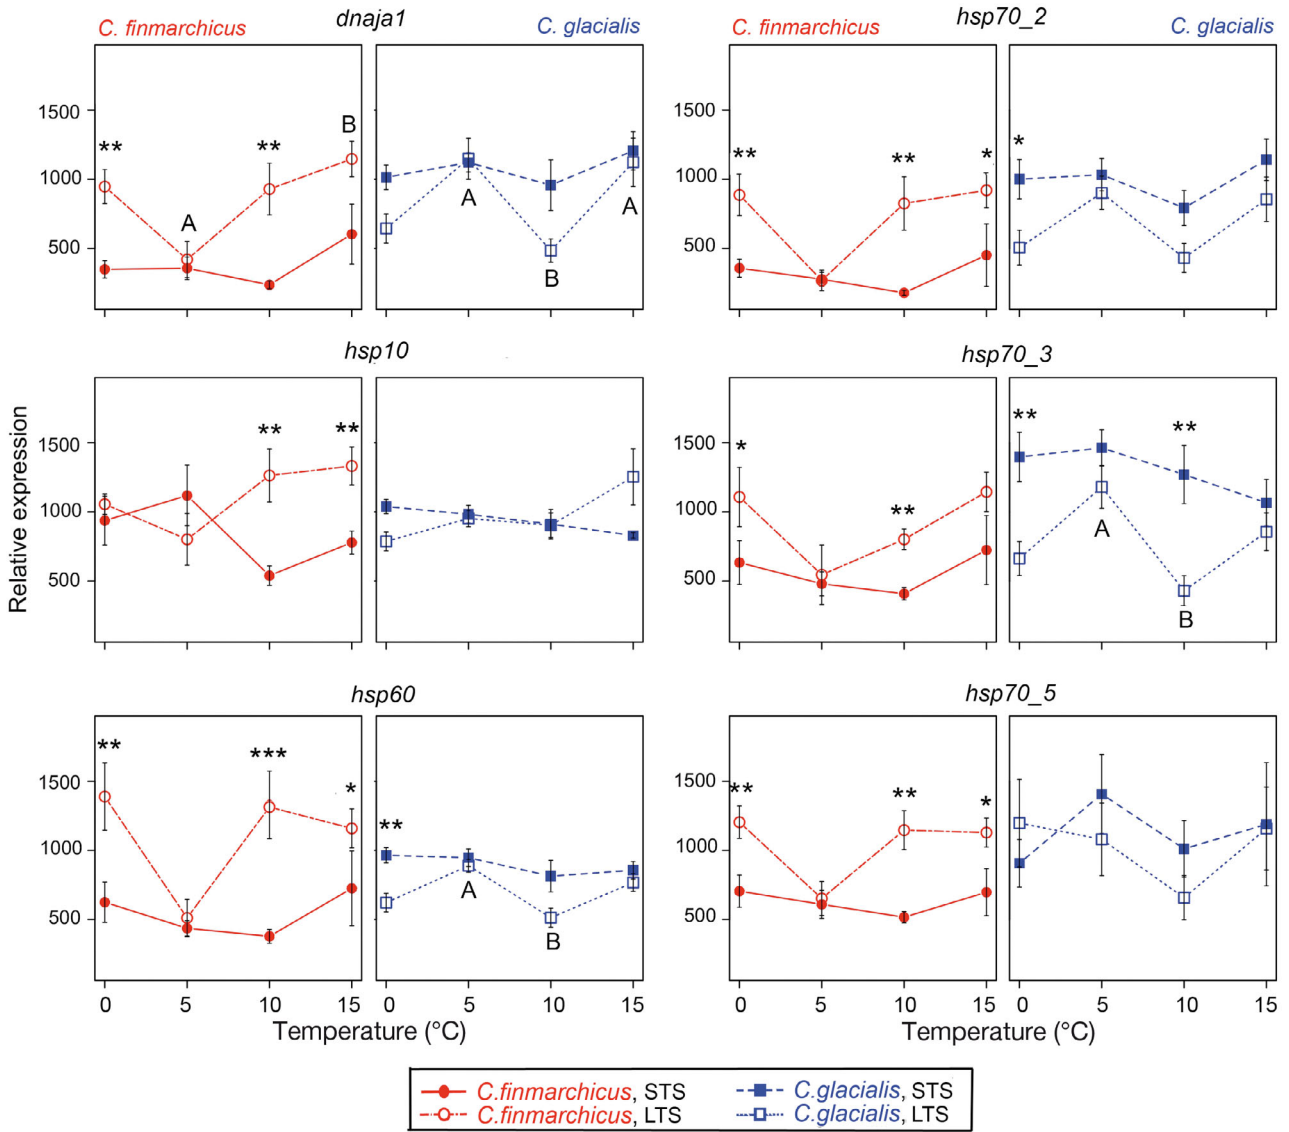 dnaja1
C. finmarchicus
C. glacialis
1500
1000
500
**
A
**
B
A
B
A
hsp70_2
C. finmarchicus
C. glacialis
1500
1000
500
**
**
*
*
hsp10
1500
1000
500
**
**
hsp70_3
1500
1000
500
*
**
**
A
**
B
hsp60
1500
1000
500
**
***
*
**
A
B
0 5 10 15 0 5 10 15
Temperature (°C)
hsp70_5
1500
1000
500
**
**
*
0 5 10 15 0 5 10 15
Temperature (°C)
Relative expression
C.finmarchicus, STS
C.finmarchicus, LTS
C.glacialis, STS
C.glacialis, LTS